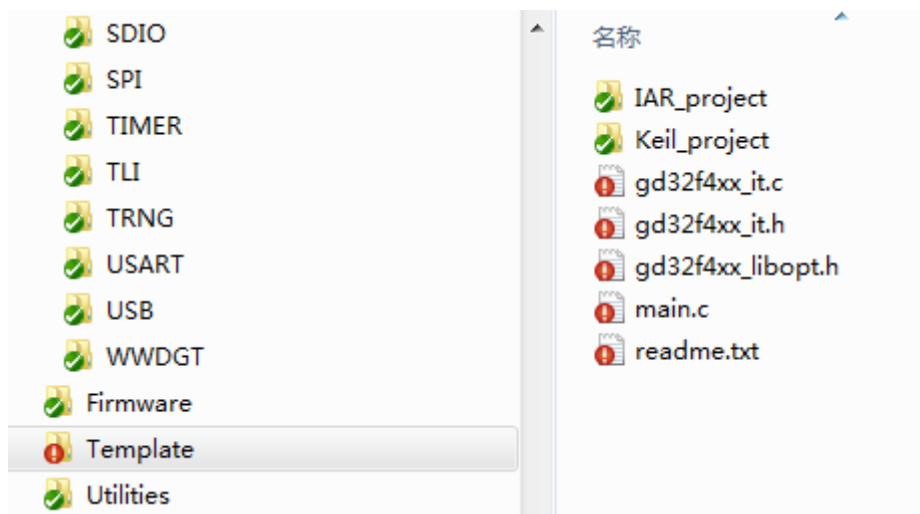 SDIO
SPI
TIMER
TLI
TRNG
USART
USB
WWDGT
Firmware
Template
Utilities
名称
IAR_project
Keil_project
gd32f4xx_it.c
gd32f4xx_it.h
gd32f4xx_libopt.h
main.c
readme.txt